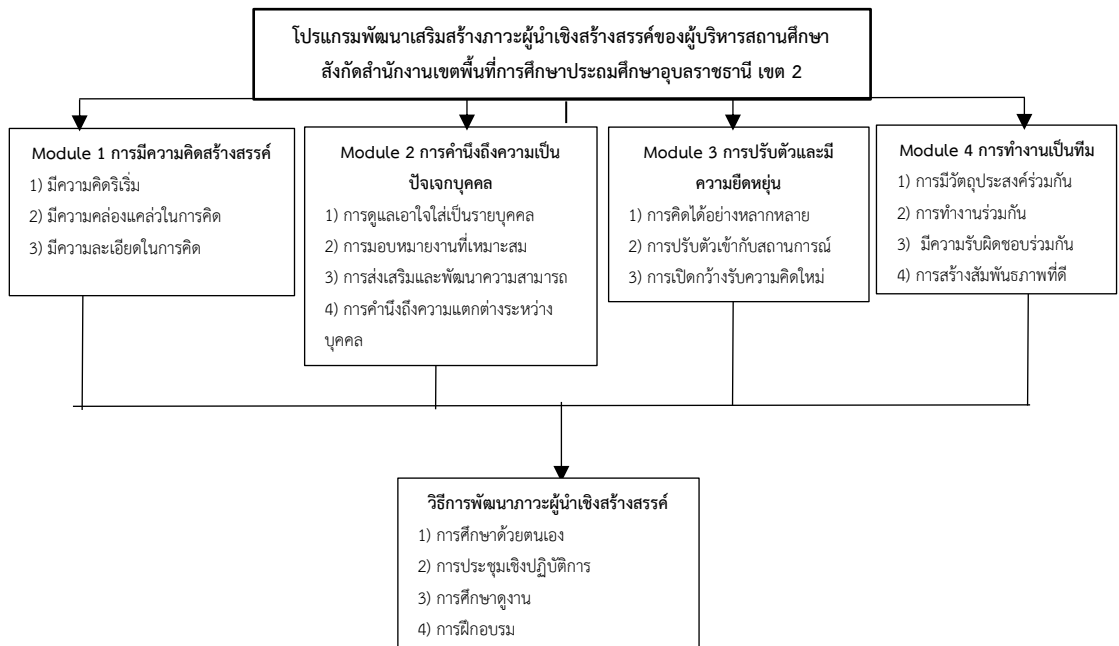 โปรแกรมพัฒนาเสริมสร้างภาวะผู้นำเชิงสร้างสรรค์ของผู้บริหารสถานศึกษา
สังกัดสำนักงานเขตพื้นที่การศึกษาประถมศึกษาอุบลราชธานี เขต 2
Module 1 การมีความคิดสร้างสรรค์
1) มีความคิดริเริ่ม
2) มีความคล่องแคล่วในการคิด
3) มีความละเอียดในการคิด
Module 2 การคำนึงถึงความเป็น
ปัจเจกบุคคล
1) การดูแลเอาใจใส่เป็นรายบุคคล
2) การมอบหมายงานที่เหมาะสม
3) การส่งเสริมและพัฒนาความสามารถ
4) การคำนึงถึงความแตกต่างระหว่าง
บุคคล
Module 3 การปรับตัวและมี
ความยืดหยุ่น
1) การคิดได้อย่างหลากหลาย
2) การปรับตัวเข้ากับสถานการณ์
3) การเปิดกว้างรับความคิดใหม่
Module 4 การทำงานเป็นทีม
1) การมีวัตถุประสงค์ร่วมกัน
2) การทำงานร่วมกัน
3) มีความรับผิดชอบร่วมกัน
4) การสร้างสัมพันธภาพที่ดี
วิธีการพัฒนาภาวะผู้นำเชิงสร้างสรรค์
1) การศึกษาด้วยตนเอง
2) การประชุมเชิงปฏิบัติการ
3) การศึกษาดูงาน
4) การฝึกอบรม